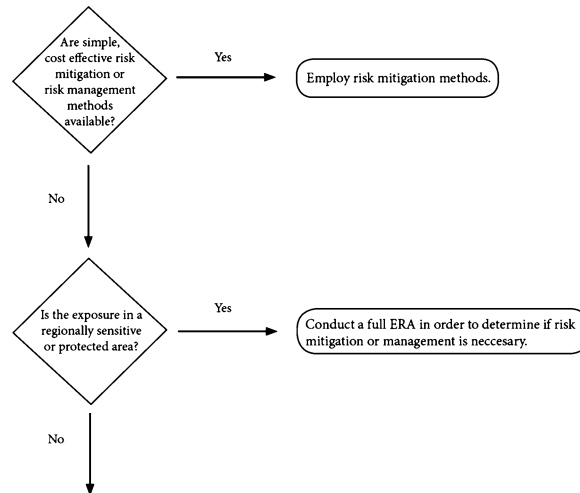 Are simple,
cost effective risk
mitigation or
risk management
methods
available?
Yes
Employ risk mitigation methods.
No
Is the exposure in a
regionally sensitive
or protected area?
Yes
Conduct a full ERA in order to determine if risk
mitigation or management is neccesary.
No